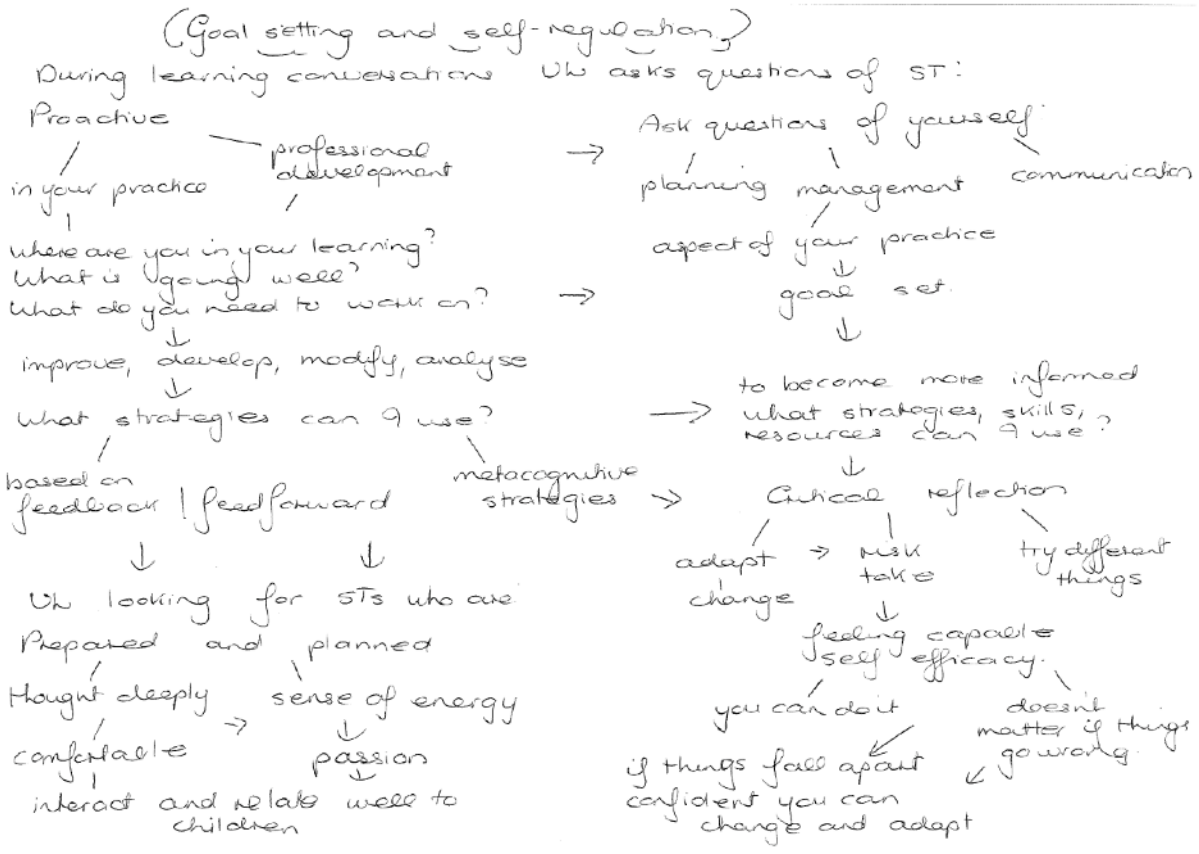 (Goal setting and self-regulation.)
During learning conversations UL asks questions of ST:
Proactive
professional
development
in your practice
where are you in your learning?
What is going well?
What do you need to work on?
improve, develop, modify, analyse
What strategies can I use?
based on
feedback | feedforward
metacognitive
strategies
UL looking for STs who are
Prepared and planned
thought deeply
sense of energy
comfortable
passion
interact and relate well to
children
Ask questions of yourself:
planning management communication
aspect of your practice
goal set.
to become more informed
what strategies, skills,
resources can I use?
Critical reflection
adapt
change
risk
take
try different
things
feeling capable
self efficacy.
you can do it
doesn't
matter if things
go wrong.
if things fall apart
confident you can
change and adapt